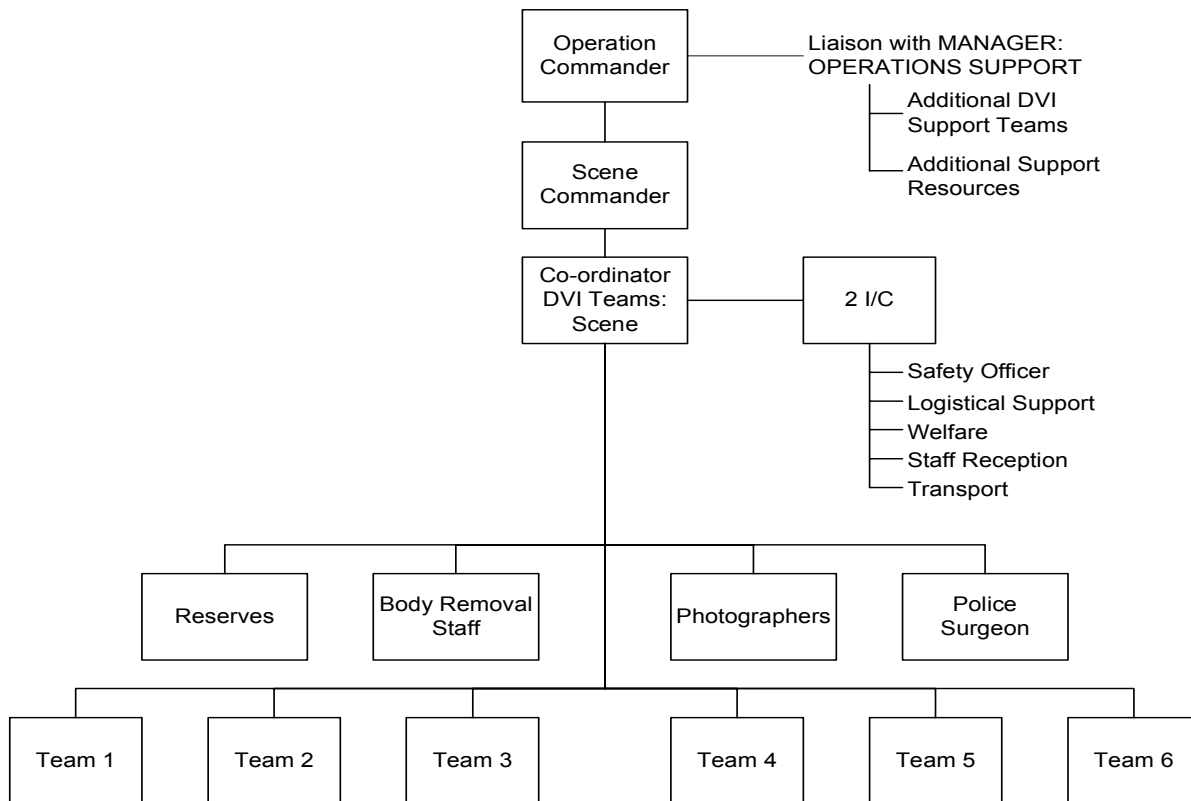 Operation
Commander
Liaison with MANAGER:
OPERATIONS SUPPORT
Additional DVI
Support Teams
Additional Support
Resources
Scene
Commander
Co-ordinator
DVI Teams:
Scene
2 I/C
Safety Officer
Logistical Support
Welfare
Staff Reception
Transport
Reserves
Body Removal
Staff
Photographers
Police
Surgeon
Team 1
Team 2
Team 3
Team 4
Team 5
Team 6